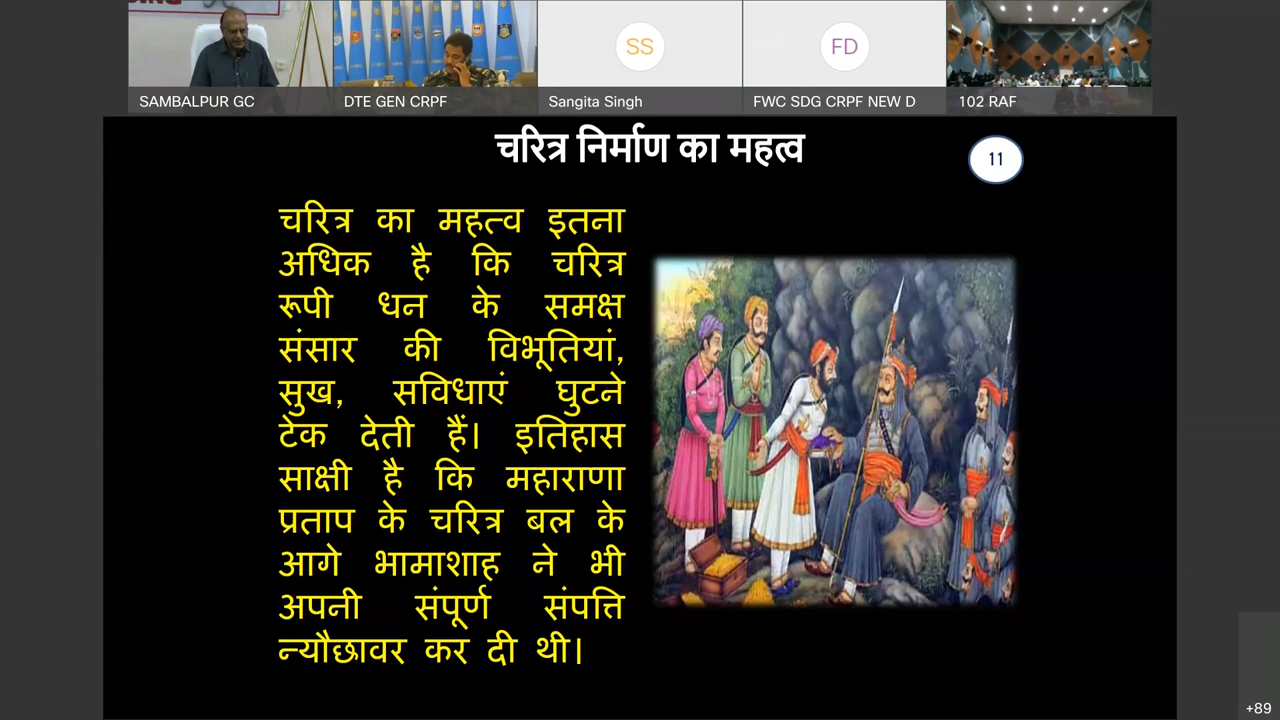 SAMBALPUR GC
DTE GEN CRPF
SS
Sangita Singh
FD
FWC SDG CRPF NEW D
102 RAF
चरित्र निर्माण का महत्व
11
चरित्र का महत्व इतना
अधिक है कि चरित्र
रूपी धन के समक्ष
संसार की विभूतियां,
सुख, सविधाएं घुटने
टेक देती हैं। इतिहास
साक्षी है कि महाराणा
प्रताप के चरित्र बल के
आगे भामाशाह ने भी
अपनी संपूर्ण संपत्ति
न्यौछावर कर दी थी।
+89